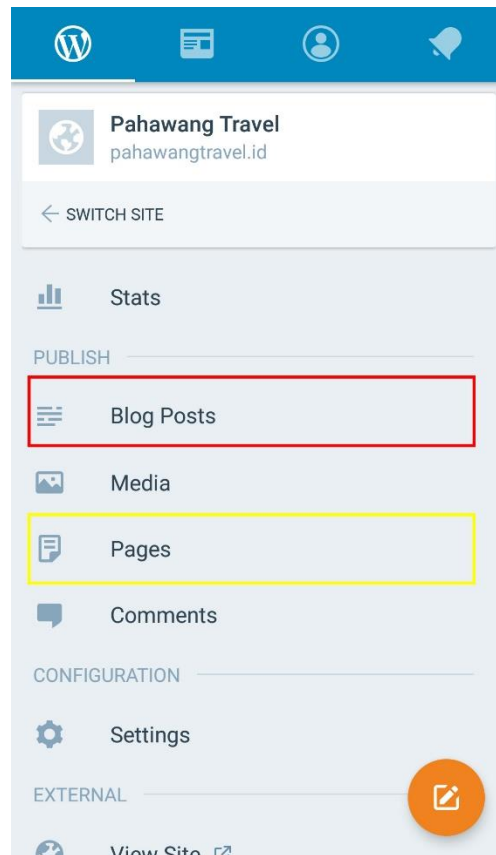 Pahawang Travel
pahawangtravel.id
SWITCH SITE
Stats
PUBLISH
Blog Posts
Media
Pages
Comments
CONFIGURATION
Settings
EXTERNAL
View Site